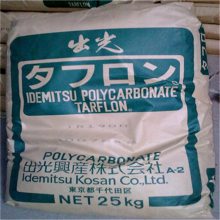 出光
タフロン
IDEMITSU POLYCARBONATE
TARFLON
POLYCARBONATE
出光興産株式会社 A-2
Idemitsu Kosan Co.,Ltd.
東京都千代田区
NET 25kg